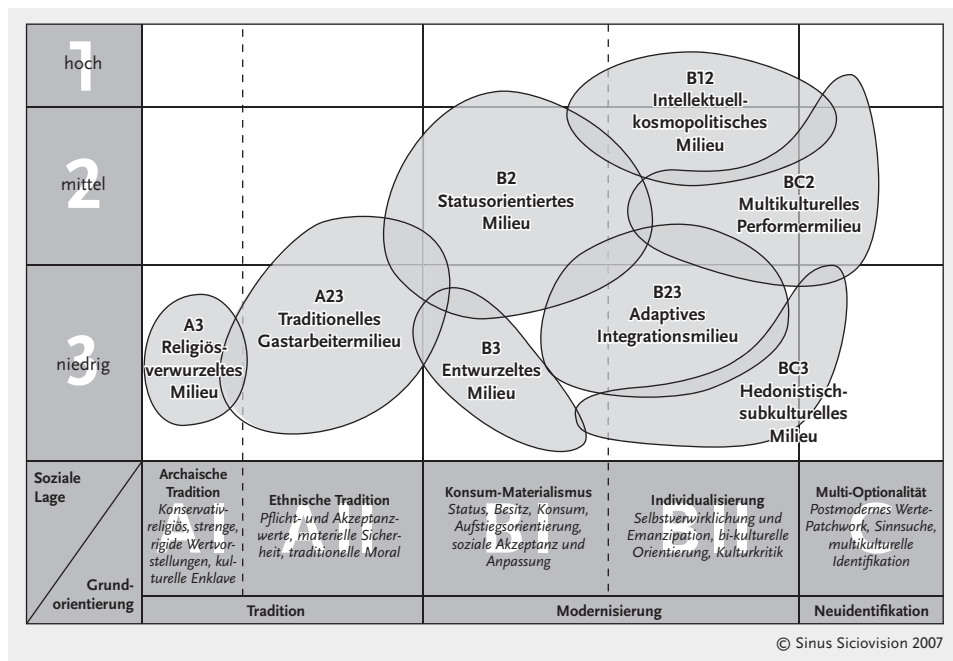 1
hoch
2
mittel
3
niedrig
B12
Intellektuell-
kosmopolitisches
Milieu
B2
Statusorientiertes
Milieu
BC2
Multikulturelles
Performermilieu
A23
Traditionelles
Gastarbeitermilieu
A3
Religiös-
verwurzeltes
Milieu
B23
Adaptives
Integrationsmilieu
B3
Entwurzeltes
Milieu
BC3
Hedonistisch-
subkulturelles
Milieu
Soziale
Lage
Grund-
orientierung
AI
Archaische
Tradition
Konservativ-
religiös, strenge,
rigide Wertvor-
stellungen, kul-
turelle Enklave
AII
Ethnische Tradition
Pflicht- und Akzeptanz-
werte, materielle Sicher-
heit, traditionelle Moral
BI
Konsum-Materialismus
Status, Besitz, Konsum,
Aufstiegsorientierung,
soziale Akzeptanz und
Anpassung
BII
Individualisierung
Selbstverwirklichung und
Emanzipation, bi-kulturelle
Orientierung, Kulturkritik
C
Multi-Optionalität
Postmodernes Werte-
Patchwork, Sinnsuche,
multikulturelle
Identifikation
Tradition
Modernisierung
Neuidentifikation
© Sinus Siciovision 2007